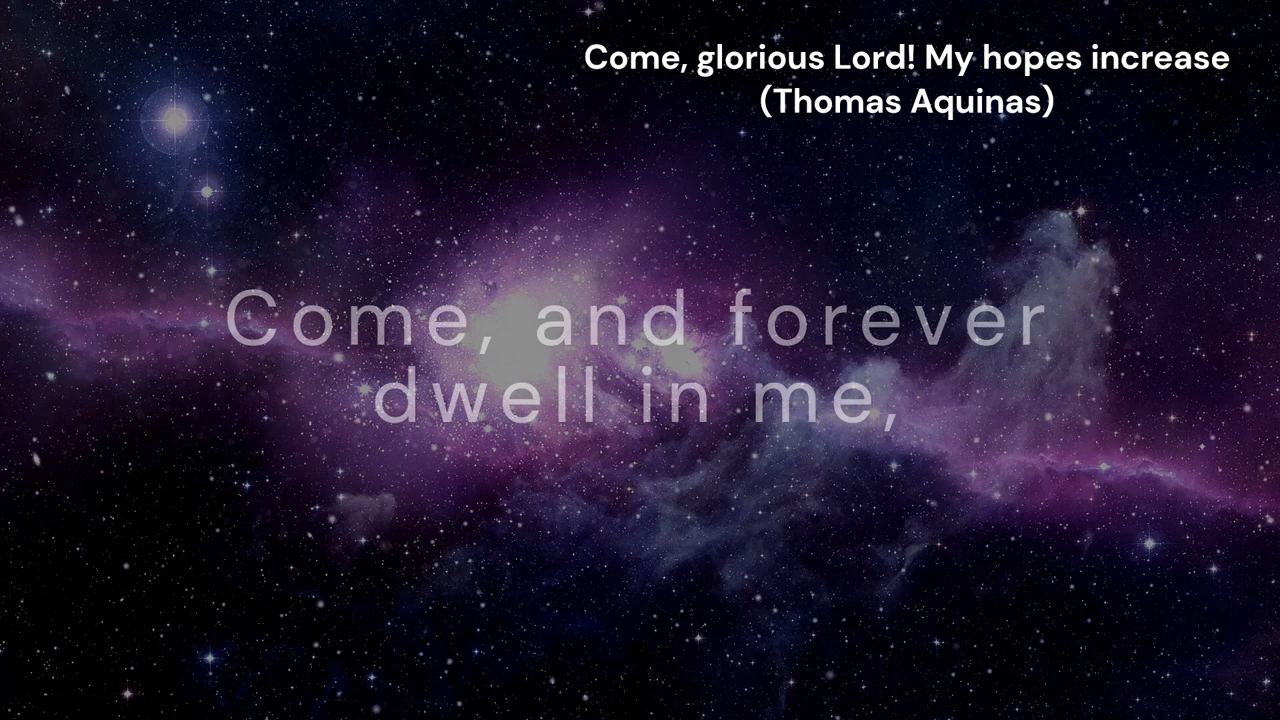 Come, glorious Lord! My hopes increase
(Thomas Aquinas)
Come, and forever
dwell in me,